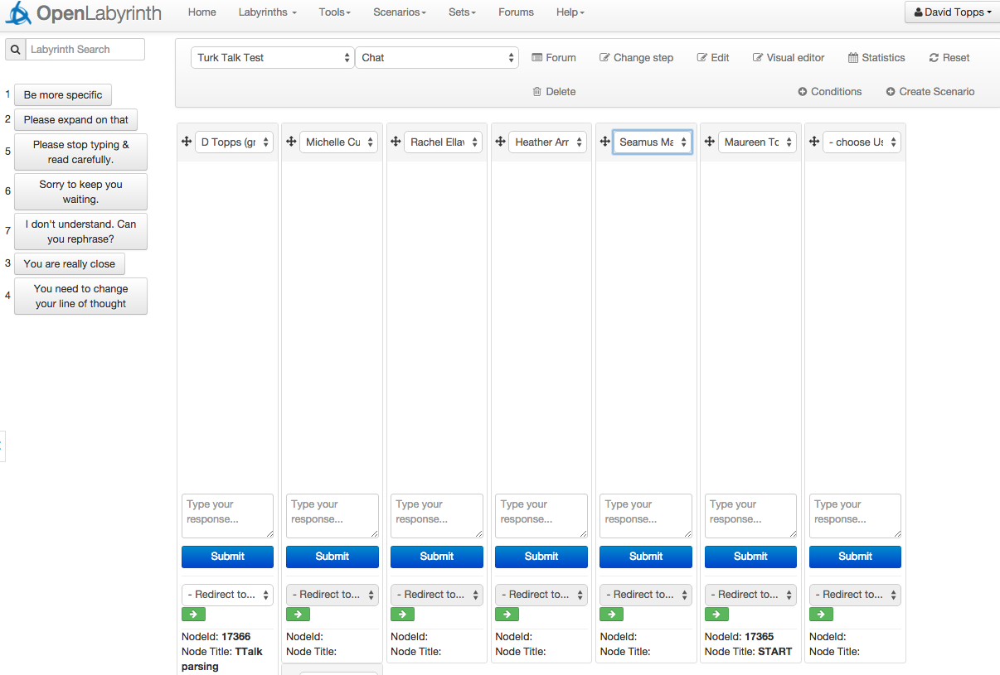 OpenLabyrinth Home Labyrinths Tools Scenarios Sets Forums Help David Topps
Labyrinth Search
Turk Talk Test Chat Forum Change step Edit Visual editor Statistics Reset
Delete Conditions Create Scenario
1 Be more specific
2 Please expand on that
5 Please stop typing &
read carefully.
6 Sorry to keep you
waiting.
7 I don't understand. Can
you rephrase?
3 You are really close
4 You need to change
your line of thought
D Topps (gr Michelle Cu Rachel Ellav Heather Arr Seamus Ma Maureen To - choose Us
Type your Type your Type your Type your Type your Type your Type your
response... response... response... response... response... response... response...
Submit Submit Submit Submit Submit Submit Submit
- Redirect to... - Redirect to... - Redirect to... - Redirect to... - Redirect to... - Redirect to... - Redirect to...
NodeId: 17366 NodeId: NodeId: NodeId: NodeId: NodeId: 17365 NodeId:
Node Title: TTalk Node Title: Node Title: Node Title: Node Title: Node Title: START Node Title:
parsing